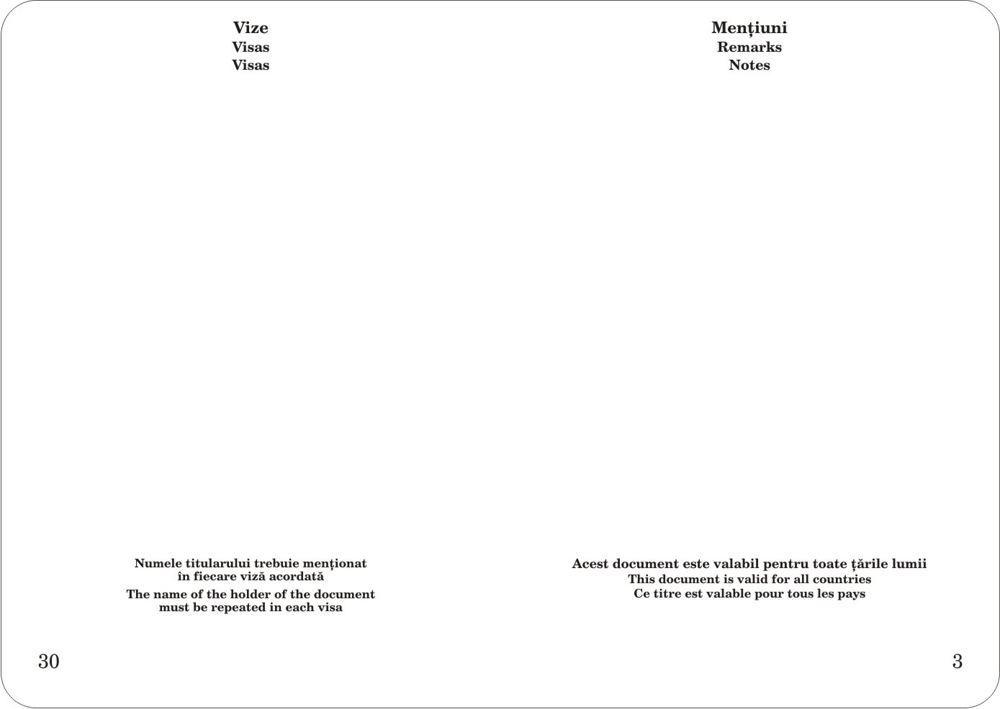 Vize
Visas
Visas
Numele titularului trebuie menționat
în fiecare viză acordată
The name of the holder of the document
must be repeated in each visa
30
Mențiuni
Remarks
Notes
Acest document este valabil pentru toate țările lumii
This document is valid for all countries
Ce titre est valable pour tous les pays
3